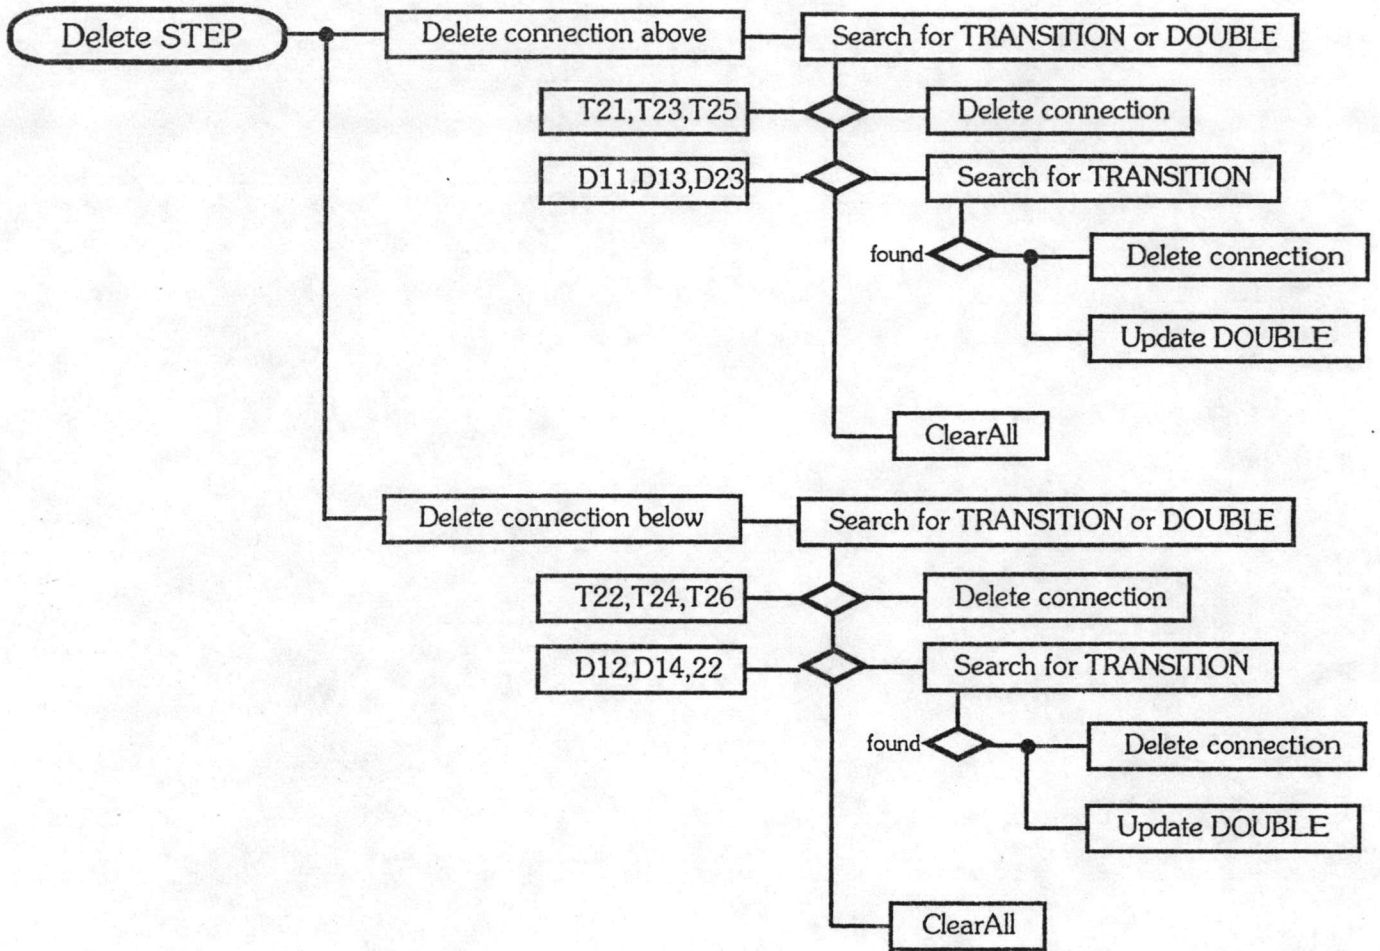 Delete STEP
Delete connection above
Search for TRANSITION or DOUBLE
T21,T23,T25
Delete connection
D11,D13,D23
Search for TRANSITION
found
Delete connection
Update DOUBLE
ClearAll
Delete connection below
Search for TRANSITION or DOUBLE
T22,T24,T26
Delete connection
D12,D14,22
Search for TRANSITION
found
Delete connection
Update DOUBLE
ClearAll